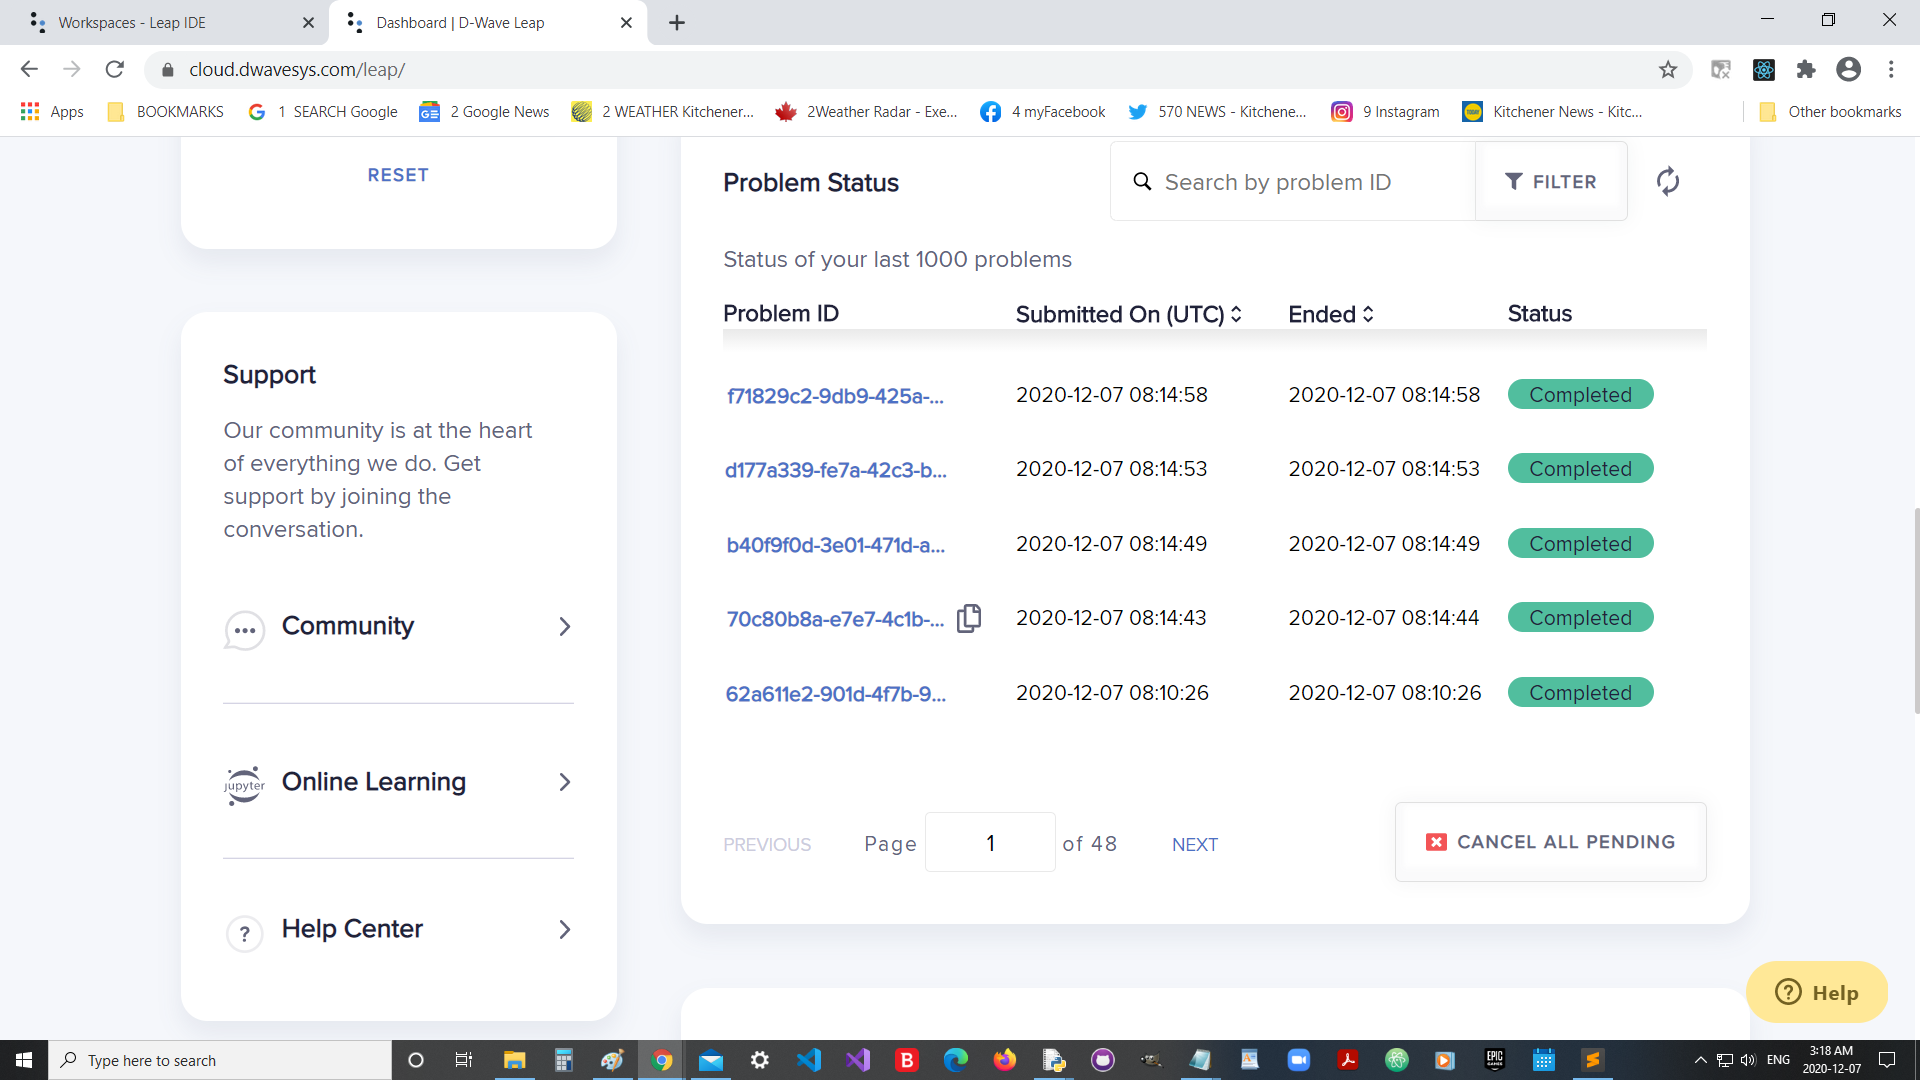 Workspaces - Leap IDE
Dashboard | D-Wave Leap
cloud.dwavesys.com/leap/
Apps
BOOKMARKS
1 SEARCH Google
2 Google News
2 WEATHER Kitchener...
2Weather Radar - Exe...
4 myFacebook
570 NEWS - Kitchene...
9 Instagram
Kitchener News - Kitc...
Other bookmarks
RESET
Support
Our community is at the heart
of everything we do. Get
support by joining the
conversation.
Community
jupyter
Online Learning
Help Center
Problem Status
Search by problem ID
FILTER
Status of your last 1000 problems
Problem ID Submitted On (UTC) Ended Status
f71829c2-9db9-425a-... 2020-12-07 08:14:58 2020-12-07 08:14:58 Completed
d177a339-fe7a-42c3-b... 2020-12-07 08:14:53 2020-12-07 08:14:53 Completed
b40f9f0d-3e01-471d-a... 2020-12-07 08:14:49 2020-12-07 08:14:49 Completed
70c80b8a-e7e7-4c1b-... 2020-12-07 08:14:43 2020-12-07 08:14:44 Completed
62a611e2-901d-4f7b-9... 2020-12-07 08:10:26 2020-12-07 08:10:26 Completed
PREVIOUS Page 1 of 48 NEXT
CANCEL ALL PENDING
Help
Type here to search
ENG
3:18 AM
2020-12-07